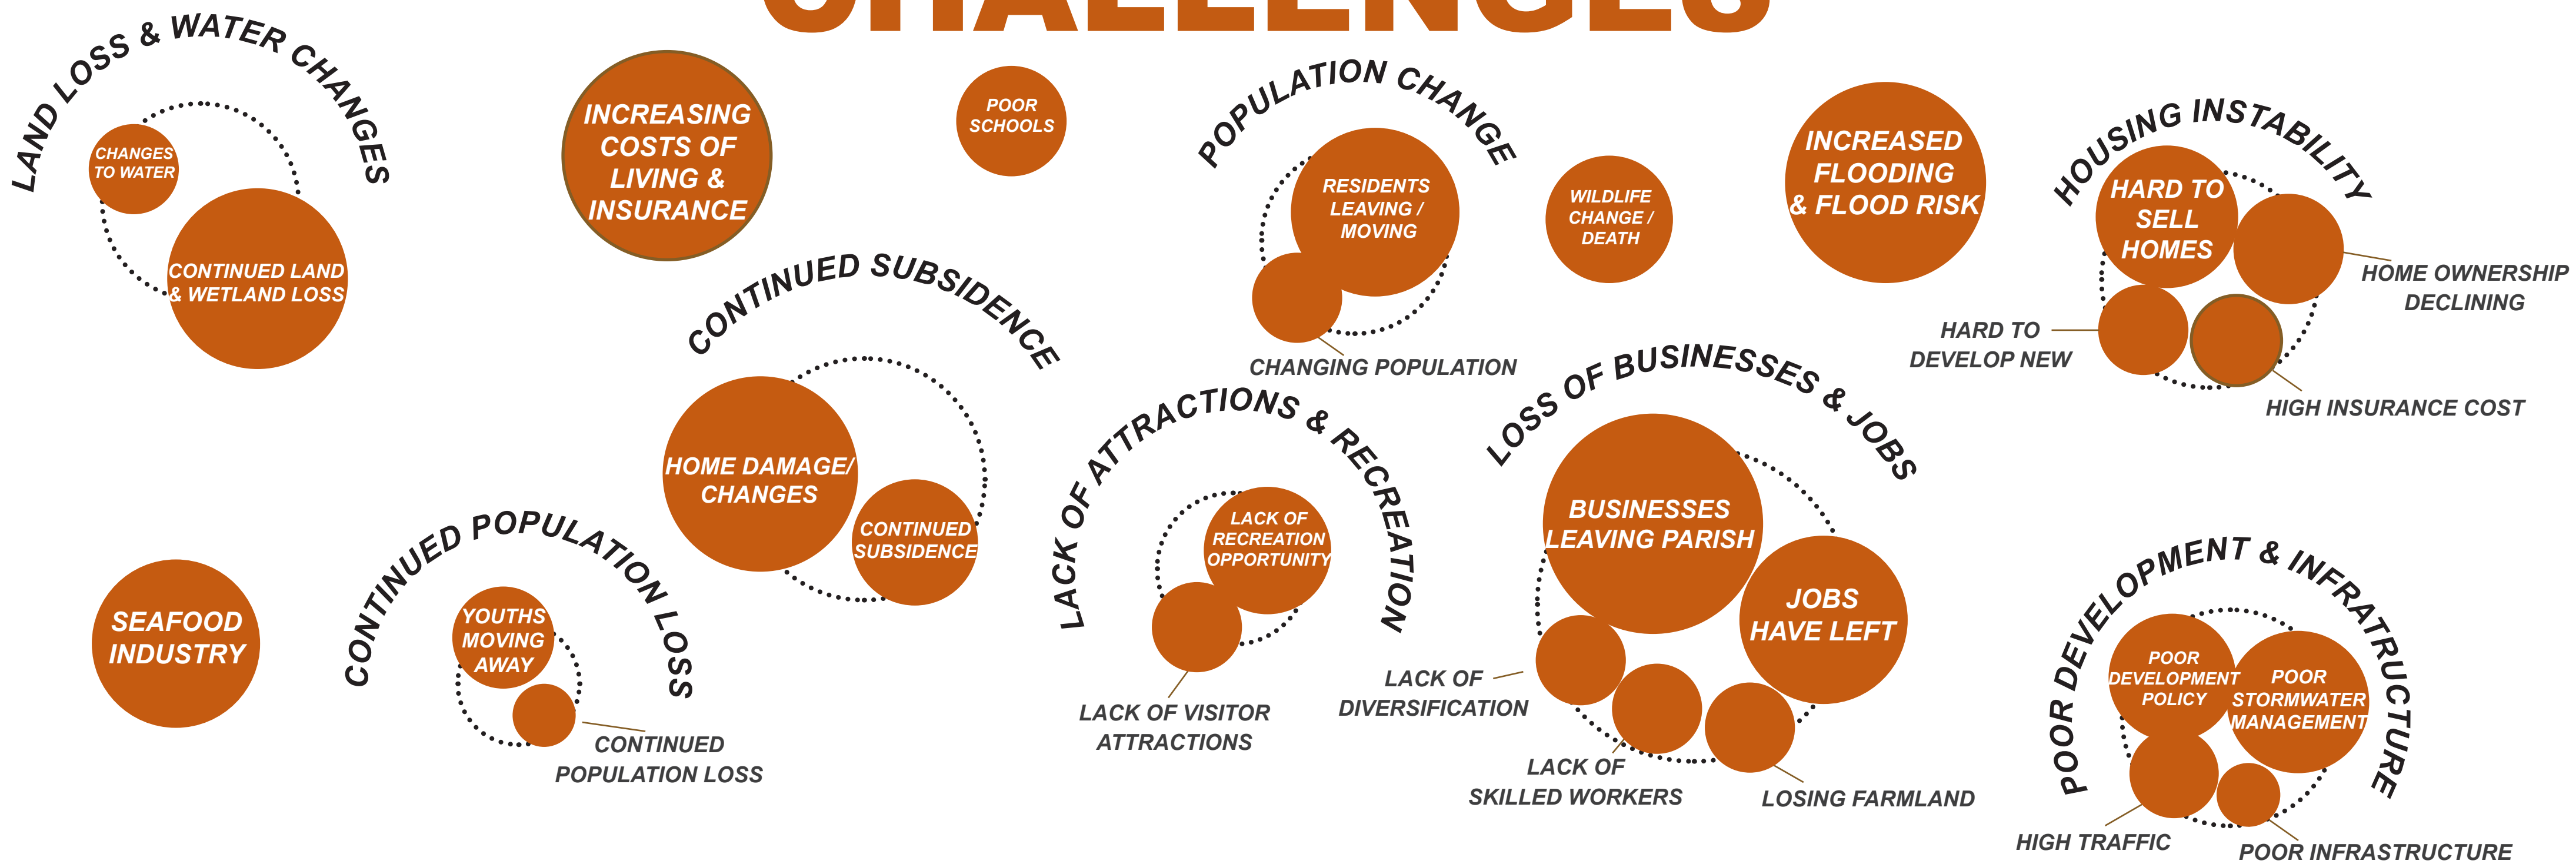 CHALLENGES
LAND LOSS & WATER CHANGES
CHANGES
TO WATER
CONTINUED LAND
& WETLAND LOSS
INCREASING
COSTS OF
LIVING &
INSURANCE
POOR
SCHOOLS
POPULATION CHANGE
RESIDENTS
LEAVING /
MOVING
CHANGING POPULATION
WILDLIFE
CHANGE /
DEATH
INCREASED
FLOODING
& FLOOD RISK
HOUSING INSTABILITY
HARD TO
SELL
HOMES
HOME OWNERSHIP
DECLINING
HARD TO
DEVELOP NEW
HIGH INSURANCE COST
CONTINUED SUBSIDENCE
HOME DAMAGE/
CHANGES
CONTINUED
SUBSIDENCE
LACK OF ATTRACTIONS & RECREATION
LACK OF
RECREATION
OPPORTUNITY
LACK OF VISITOR
ATTRACTIONS
LOSS OF BUSINESSES & JOBS
BUSINESSES
LEAVING PARISH
JOBS
HAVE LEFT
LACK OF
DIVERSIFICATION
LACK OF
SKILLED WORKERS
LOSING FARMLAND
SEAFOOD
INDUSTRY
CONTINUED POPULATION LOSS
YOUTHS
MOVING
AWAY
CONTINUED
POPULATION LOSS
POOR DEVELOPMENT & INFRATRUCTURE
POOR
DEVELOPMENT
POLICY
POOR
STORMWATER
MANAGEMENT
HIGH TRAFFIC
POOR INFRASTRUCTURE